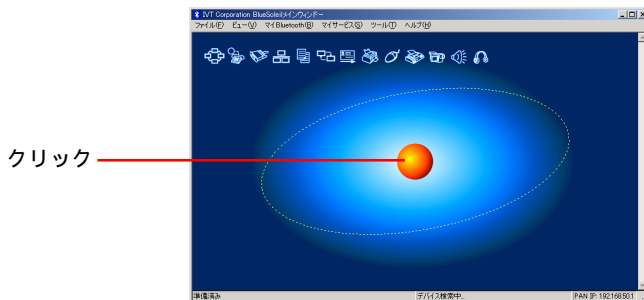 IVT Corporation BlueSoleilメインウィンドー
ファイル(F) ビュー(V) マイBluetooth(B) マイサービス(S) ツール(T) ヘルプ(H)
クリック
準備済み デバイス検索中... PAN IP: 192.168.50.1